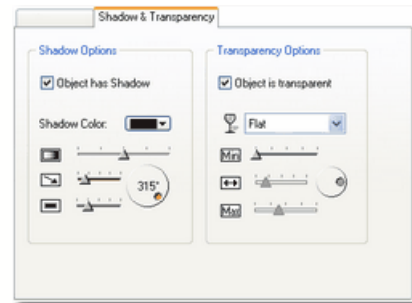 Shadow & Transparency
Shadow Options
Object has Shadow
Shadow Color:
315°
Transparency Options
Object is transparent
Flat
Min
Max